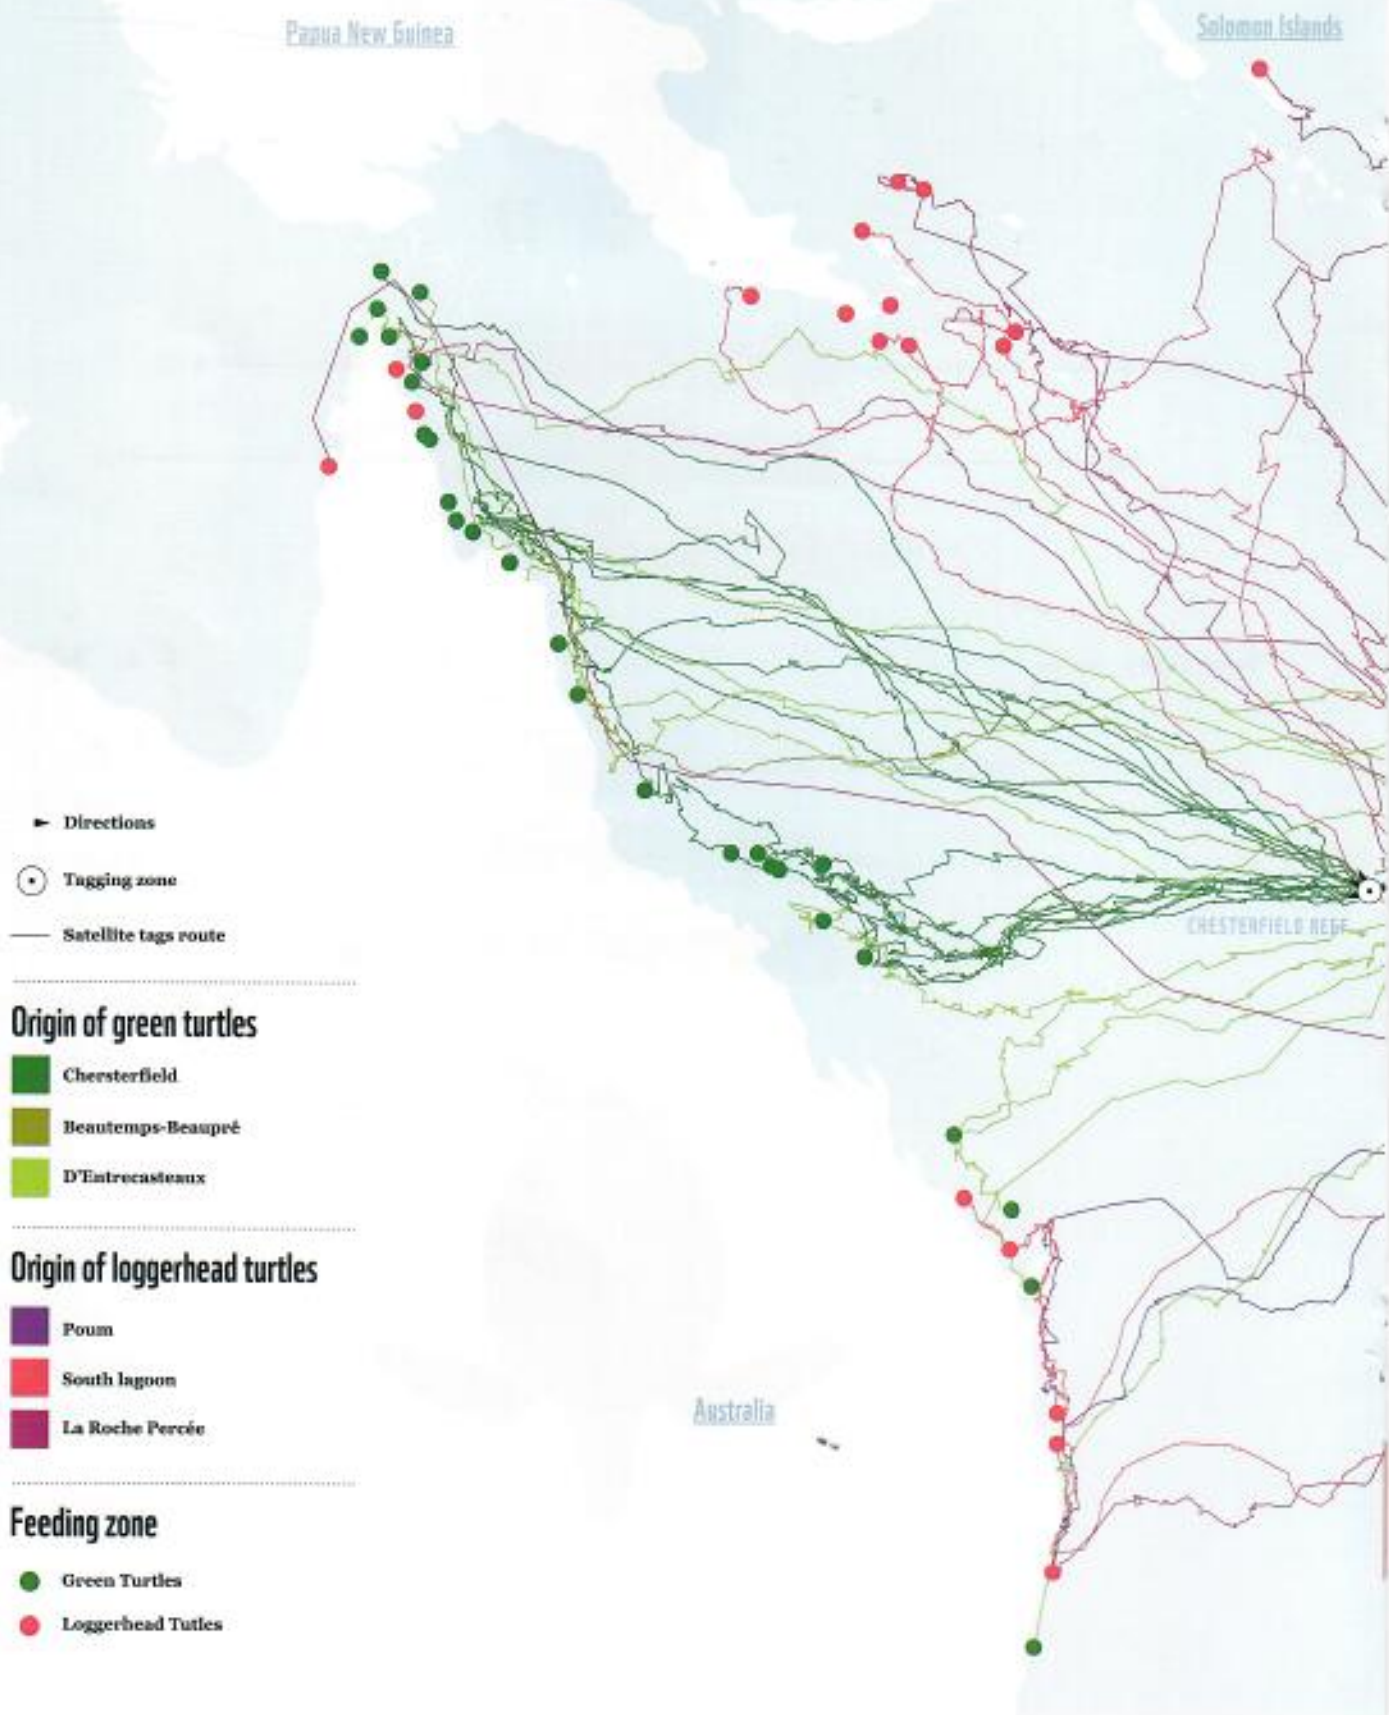 Papua New Guinea
Solomon Islands
Directions
Tagging zone
Satellite tags route
CHESTERFIELD REEF
Origin of green turtles
Chersterfield
Beautemps-Beaupré
D'Entrecasteaux
Origin of loggerhead turtles
Poum
South lagoon
La Roche Percée
Australia
Feeding zone
Green Turtles
Loggerhead Tutles